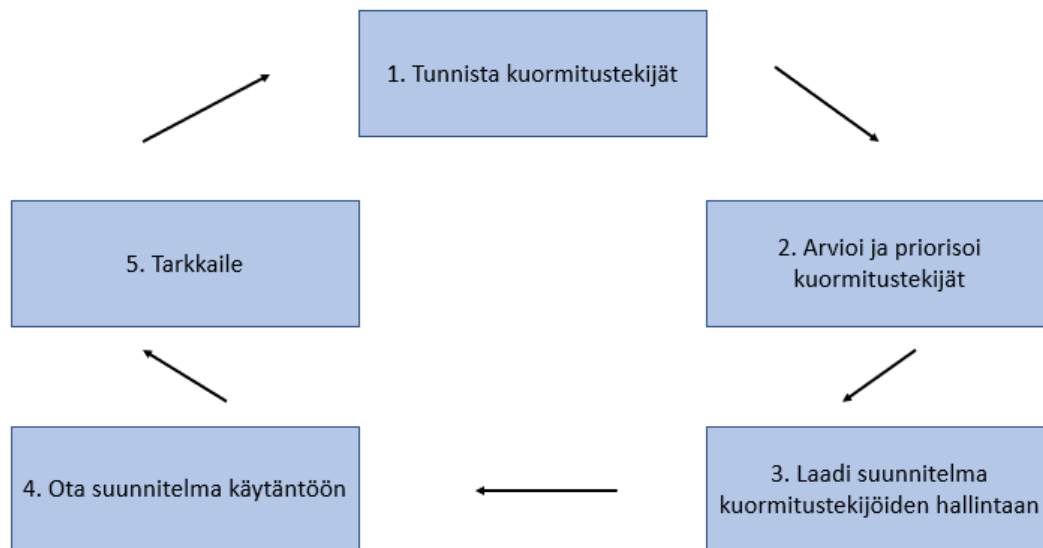 1. Tunnista kuormitustekijät
2. Arvioi ja priorisoi
kuormitustekijät
3. Laadi suunnitelma
kuormitustekijöiden hallintaan
4. Ota suunnitelma käytäntöön
5. Tarkkaile